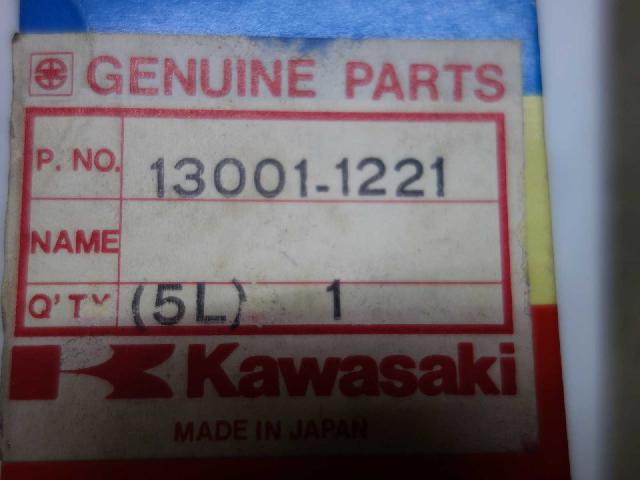 GENUINE PARTS
P. NO. 13001-1221
NAME
Q'TY (5L) 1
Kawasaki
MADE IN JAPAN